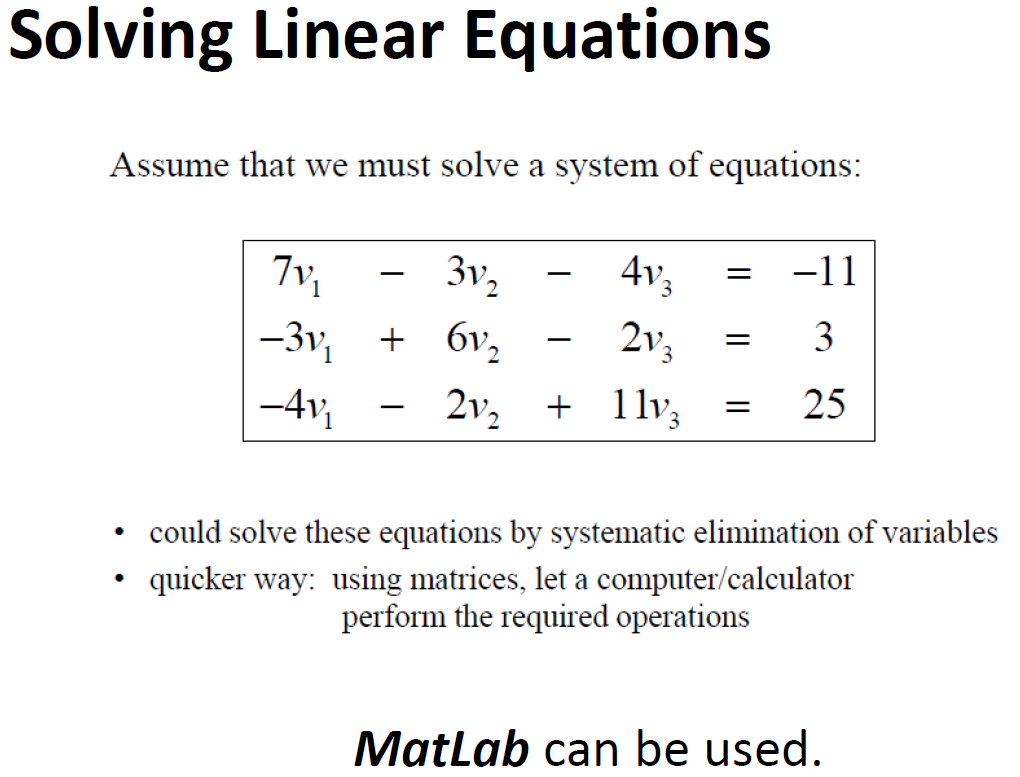 Solving Linear Equations
Assume that we must solve a system of equations:
7v₁ − 3v₂ − 4v₃ = −11
−3v₁ + 6v₂ − 2v₃ = 3
−4v₁ − 2v₂ + 11v₃ = 25
• could solve these equations by systematic elimination of variables
• quicker way: using matrices, let a computer/calculator
perform the required operations
MatLab can be used.